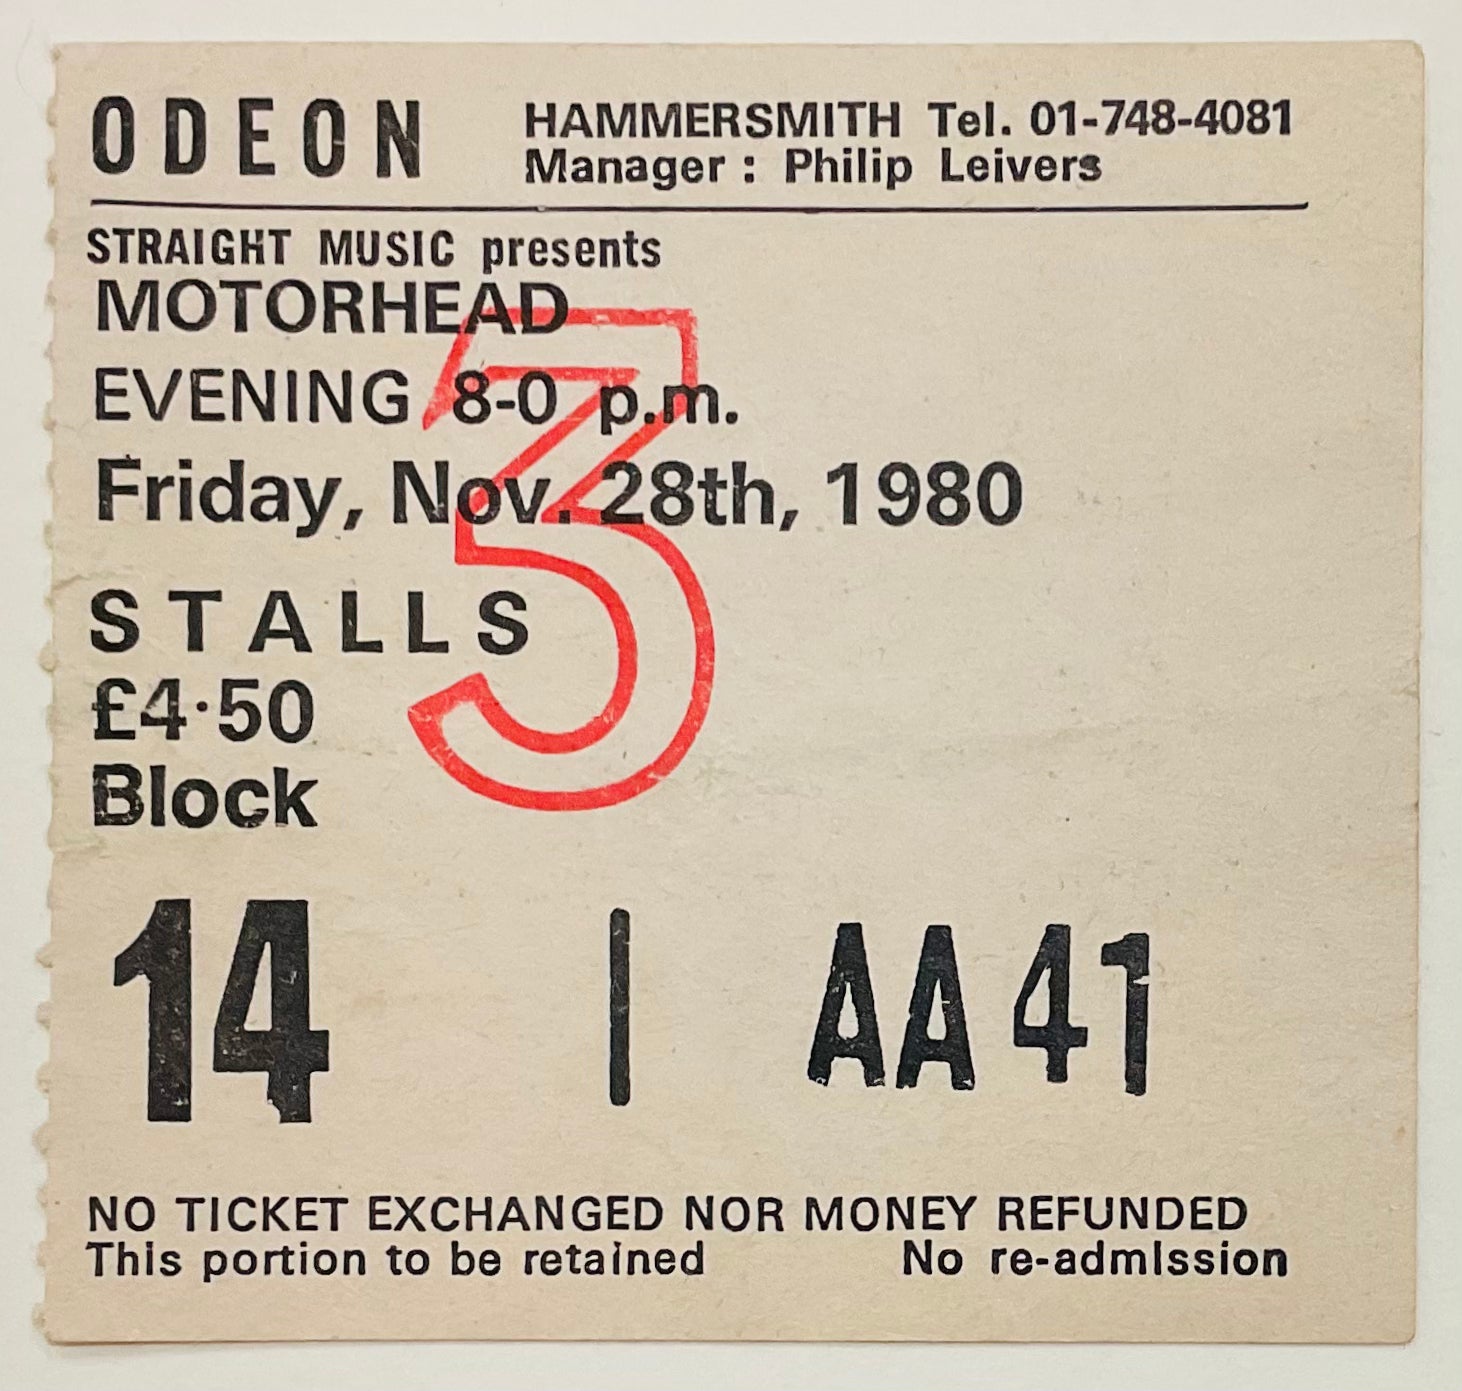 ODEON HAMMERSMITH Tel. 01-748-4081
Manager : Philip Leivers
STRAIGHT MUSIC presents
MOTORHEAD
EVENING 8-0 p.m.
Friday, Nov. 28th, 1980
3
STALLS
£4·50
Block
14 | AA 41
NO TICKET EXCHANGED NOR MONEY REFUNDED
This portion to be retained No re-admission